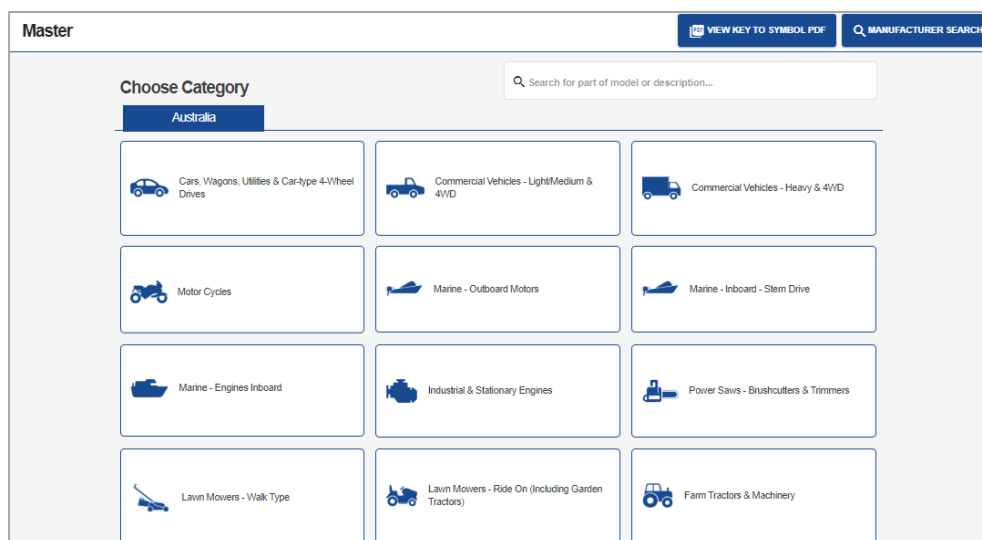 Master
PDF
VIEW KEY TO SYMBOL PDF
MANUFACTURER SEARCH
Choose Category
Search for part of model or description...
Australia
Cars, Wagons, Utilities & Car-type 4-Wheel
Drives
Commercial Vehicles - Light/Medium &
4WD
Commercial Vehicles - Heavy & 4WD
Motor Cycles
Marine - Outboard Motors
Marine - Inboard - Stern Drive
Marine - Engines Inboard
Industrial & Stationary Engines
Power Saws - Brushcutters & Trimmers
Lawn Mowers - Walk Type
Lawn Mowers - Ride On (Including Garden
Tractors)
Farm Tractors & Machinery